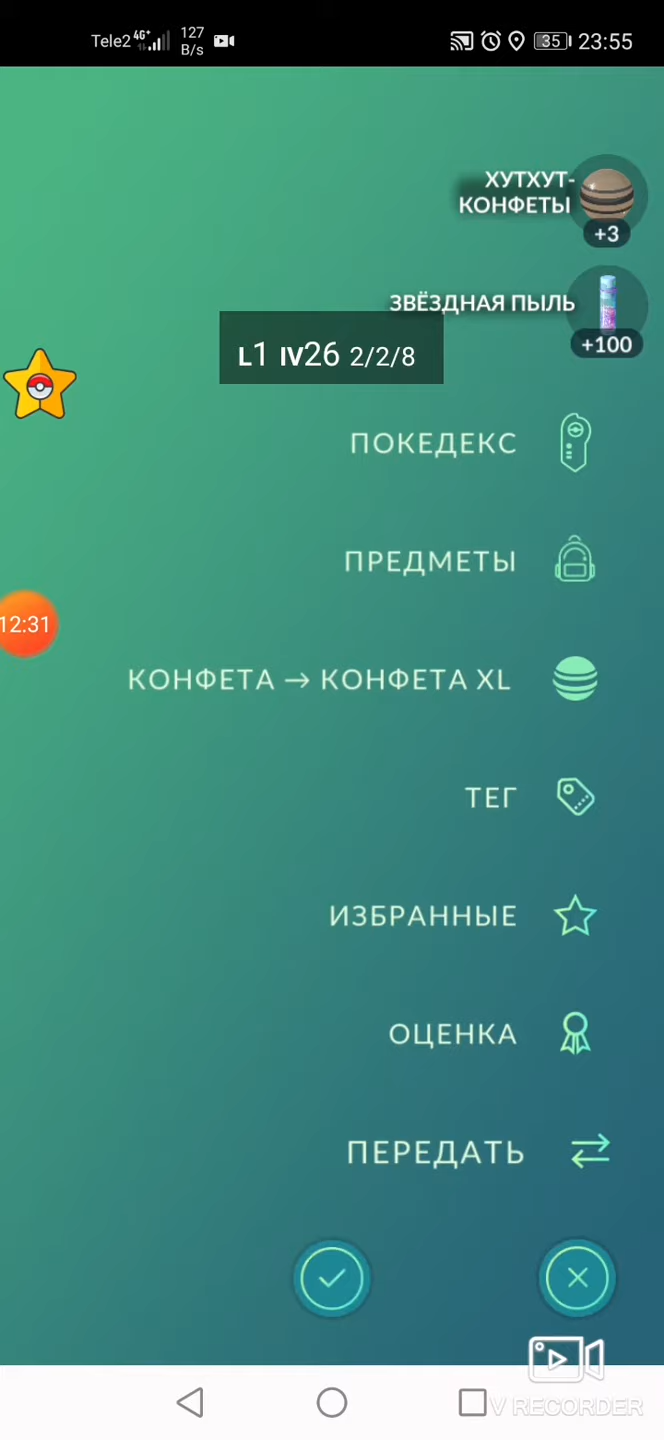 Tele2 4G+ 127 B/s 35 23:55
ХУТХУТ-
КОНФЕТЫ
+3
ЗВЁЗДНАЯ ПЫЛЬ
+100
L1 IV26 2/2/8
ПОКЕДЕКС
ПРЕДМЕТЫ
12:31
КОНФЕТА → КОНФЕТА XL
ТЕГ
ИЗБРАННЫЕ
ОЦЕНКА
ПЕРЕДАТЬ
V RECORDER